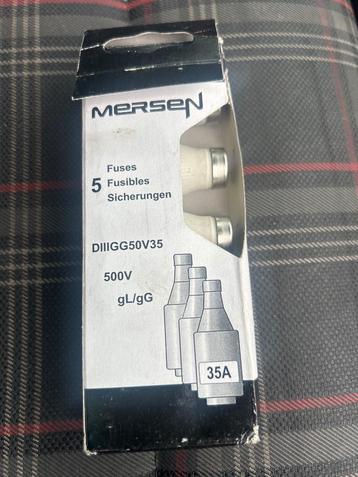 MERSEN
5
Fuses
Fusibles
Sicherungen
DIIIGG50V35
500V
gL/gG
35A